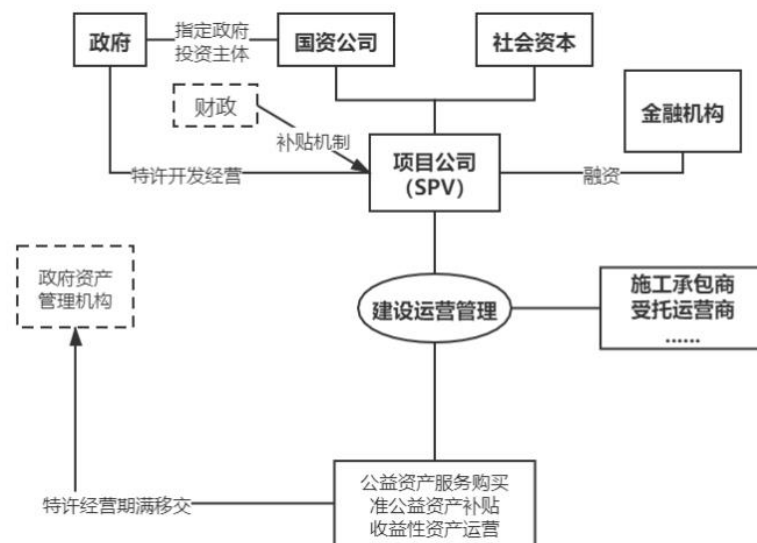 政府
指定政府
投资主体
国资公司
社会资本
财政
补贴机制
金融机构
特许开发经营
项目公司
（SPV）
融资
政府资产
管理机构
建设运营管理
施工承包商
受托运营商
......
特许经营期满移交
公益资产服务购买
准公益资产补贴
收益性资产运营